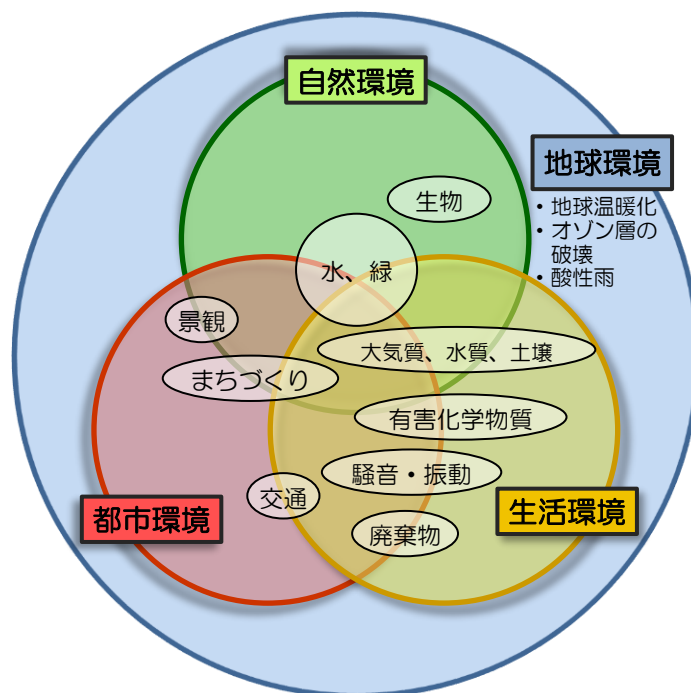 自然環境
地球環境
・地球温暖化
・オゾン層の
破壊
・酸性雨
生物
水、緑
景観
大気質、水質、土壌
まちづくり
有害化学物質
騒音・振動
交通
都市環境
生活環境
廃棄物